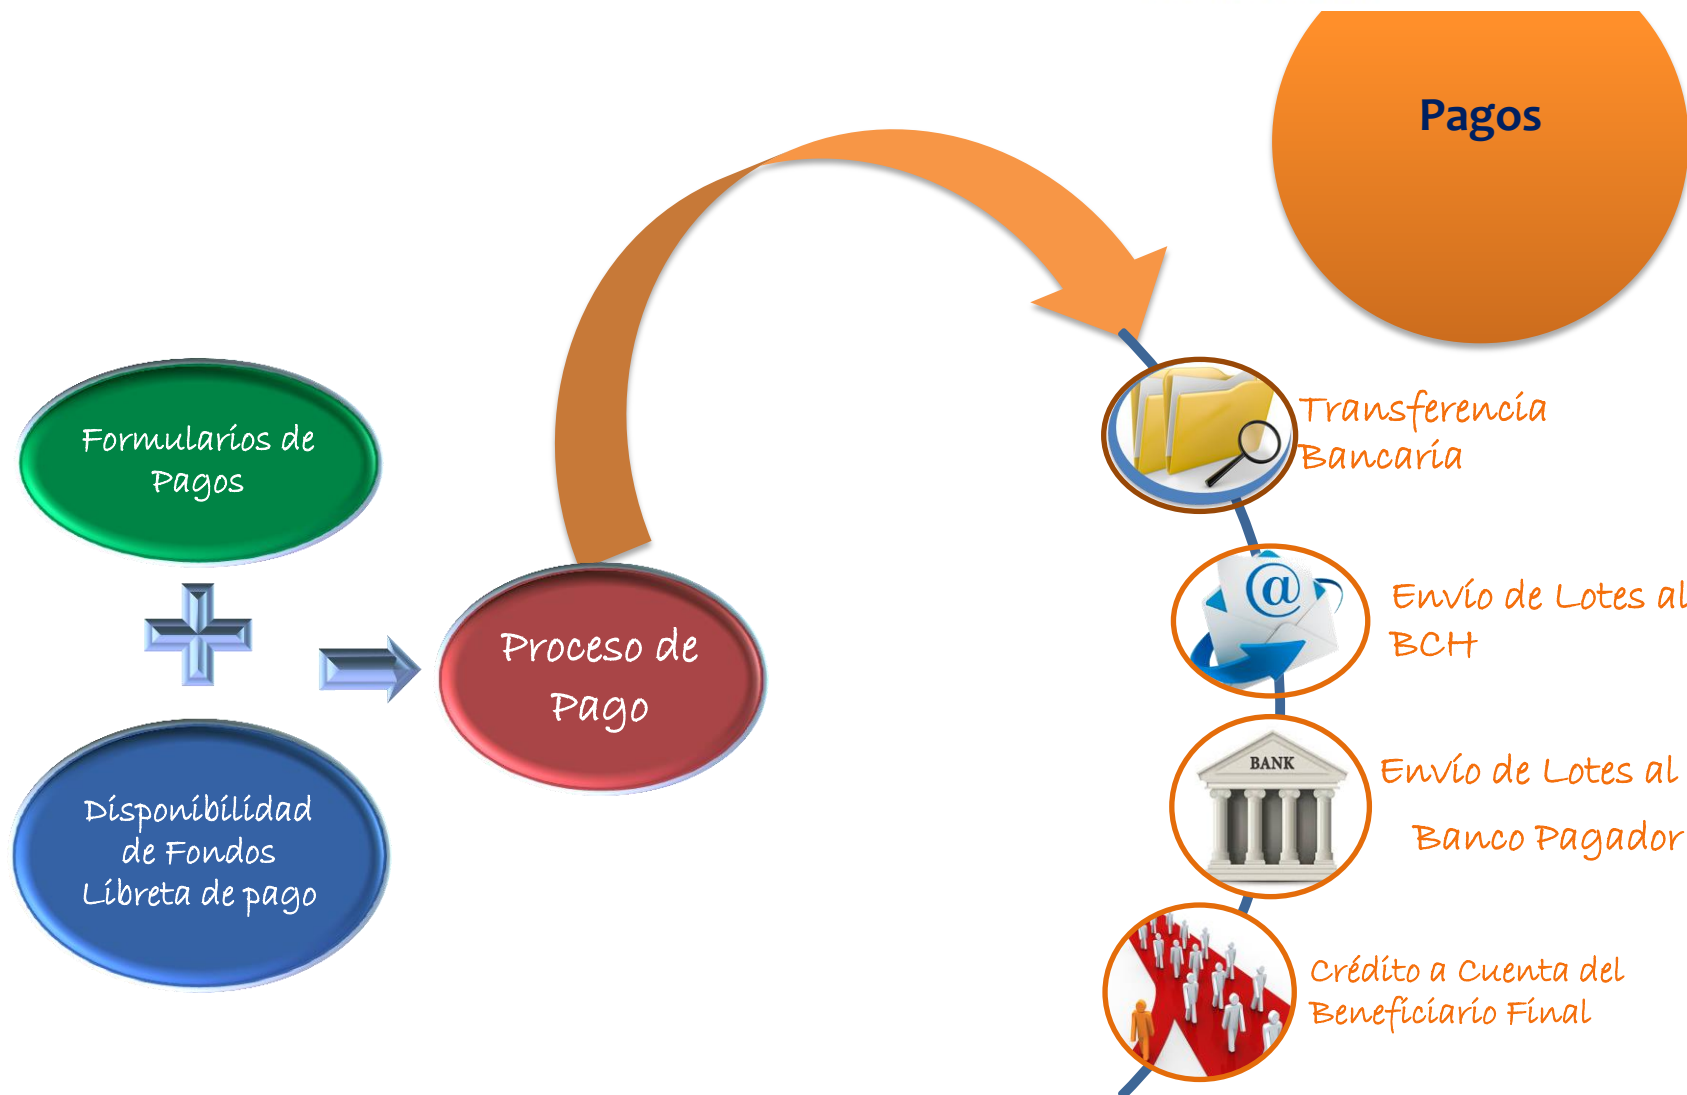 Pagos
Formularios de
Pagos
Disponibilidad
de Fondos
Libreta de pago
Proceso de
Pago
Transferencia
Bancaria
@
Envío de Lotes al
BCH
BANK
Envío de Lotes al
Banco Pagador
Crédito a Cuenta del
Beneficiario Final